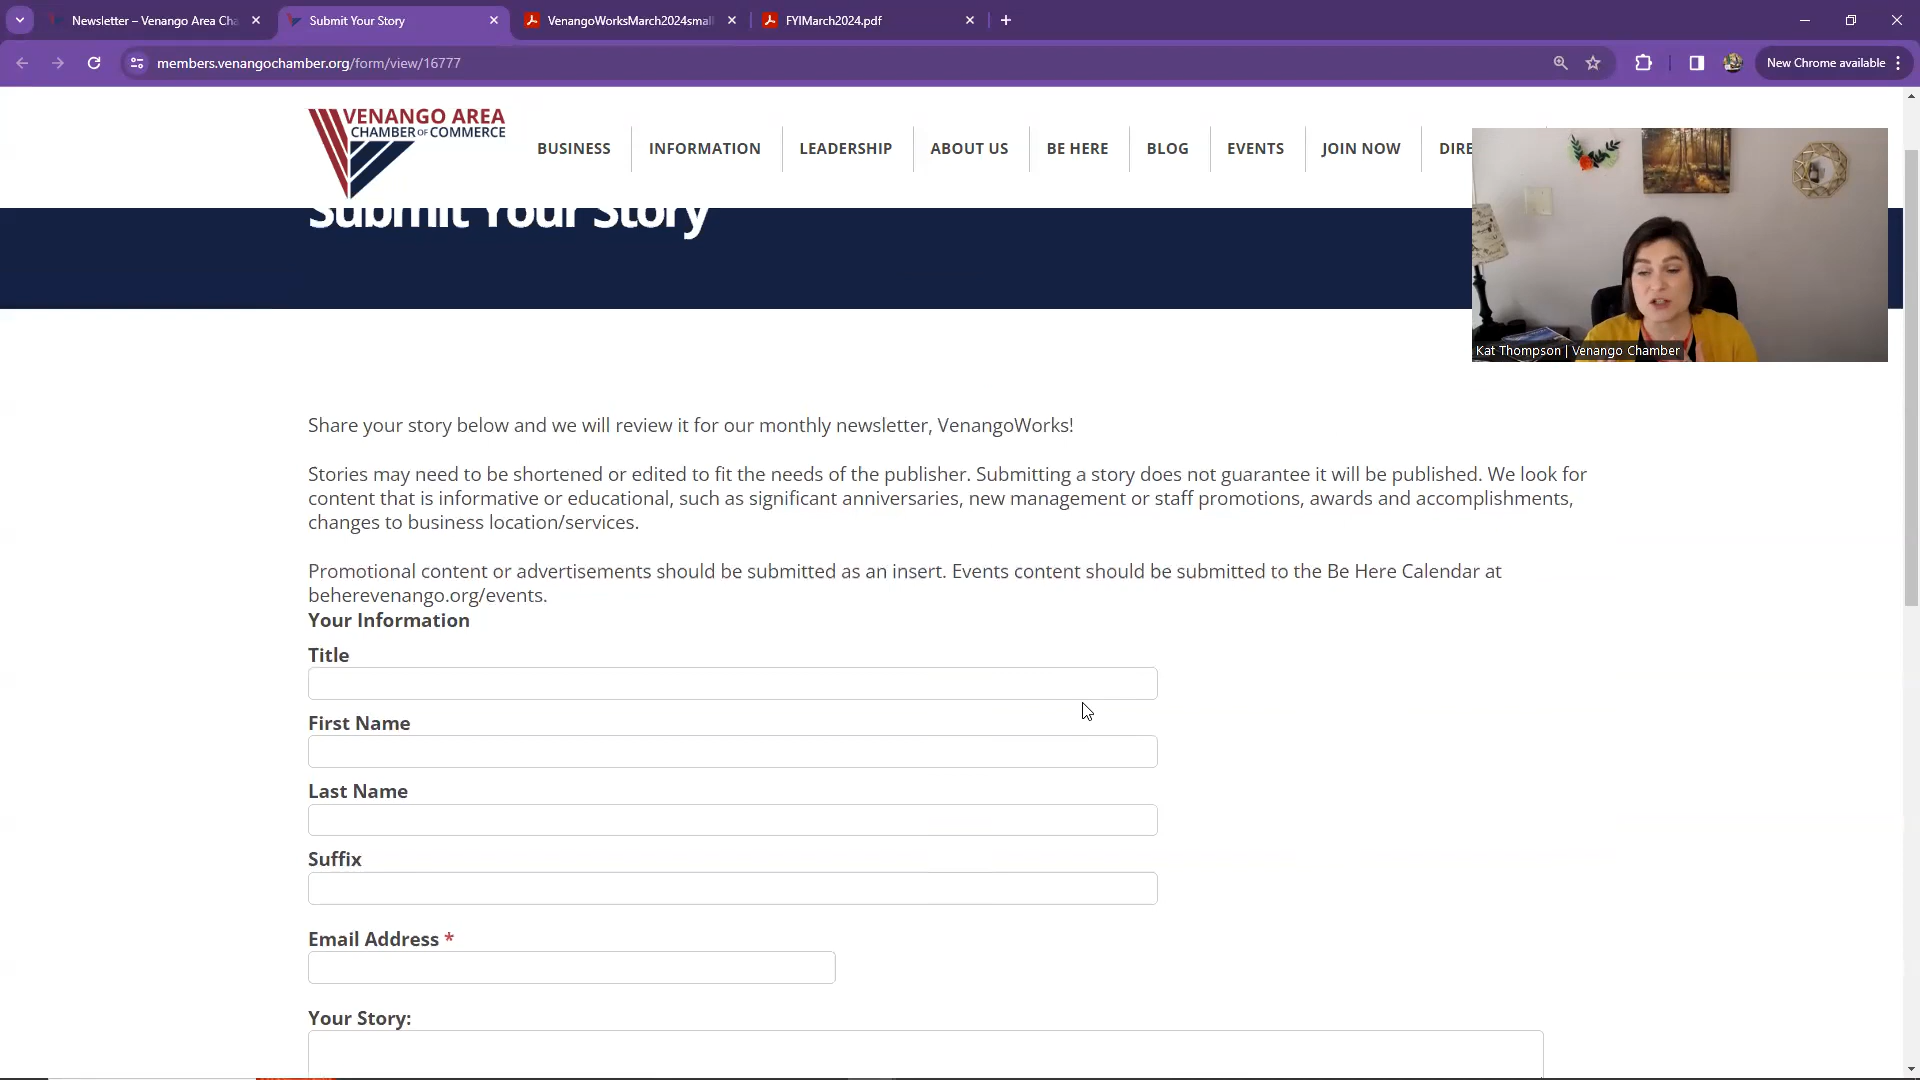 Newsletter – Venango Area Cha
Submit Your Story
VenangoWorksMarch2024small
FYIMarch2024.pdf
members.venangochamber.org/form/view/16777
New Chrome available
VENANGO AREA
CHAMBER OF COMMERCE
BUSINESS
INFORMATION
LEADERSHIP
ABOUT US
BE HERE
BLOG
EVENTS
JOIN NOW
DIRE
Submit Your Story
Kat Thompson | Venango Chamber
Share your story below and we will review it for our monthly newsletter, VenangoWorks!
Stories may need to be shortened or edited to fit the needs of the publisher. Submitting a story does not guarantee it will be published. We look for
content that is informative or educational, such as significant anniversaries, new management or staff promotions, awards and accomplishments,
changes to business location/services.
Promotional content or advertisements should be submitted as an insert. Events content should be submitted to the Be Here Calendar at
beherevenango.org/events.
Your Information
Title
First Name
Last Name
Suffix
Email Address *
Your Story: